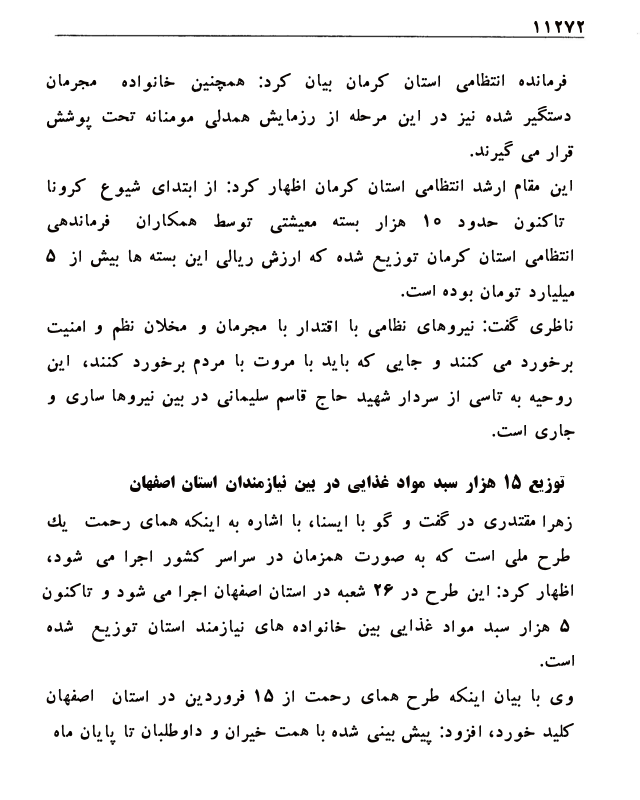 ۱۱۲۷۲
فرمانده انتظامی استان کرمان بیان کرد: همچنین خانواده مجرمان
دستگیر شده نیز در این مرحله از رزمایش همدلی مومنانه تحت پوشش
قرار می گیرند.
این مقام ارشد انتظامی استان کرمان اظهار کرد: از ابتدای شیوع کرونا
تاکنون حدود ۱۰ هزار بسته معیشتی توسط همکاران فرماندهی
انتظامی استان کرمان توزیع شده که ارزش ریالی این بسته ها بیش از ۵
میلیارد تومان بوده است.
ناظری گفت: نیروهای نظامی با اقتدار با مجرمان و مخلان نظم و امنیت
برخورد می کنند و جایی که باید با مروت با مردم برخورد کنند، این
روحیه به تاسی از سردار شهید حاج قاسم سلیمانی در بین نیروها ساری و
جاری است.
توزیع ۱۵ هزار سبد مواد غذایی در بین نیازمندان استان اصفهان
زهرا مقتدری در گفت و گو با ایسنا، با اشاره به اینکه همای رحمت یك
طرح ملی است که به صورت همزمان در سراسر کشور اجرا می شود،
اظهار کرد: این طرح در ۲۶ شعبه در استان اصفهان اجرا می شود و تاکنون
۵ هزار سبد مواد غذایی بین خانواده های نیازمند استان توزیع شده
است.
وی با بیان اینکه طرح همای رحمت از ۱۵ فروردین در استان اصفهان
کلید خورد، افزود: پیش بینی شده با همت خیران و داوطلبان تا پایان ماه